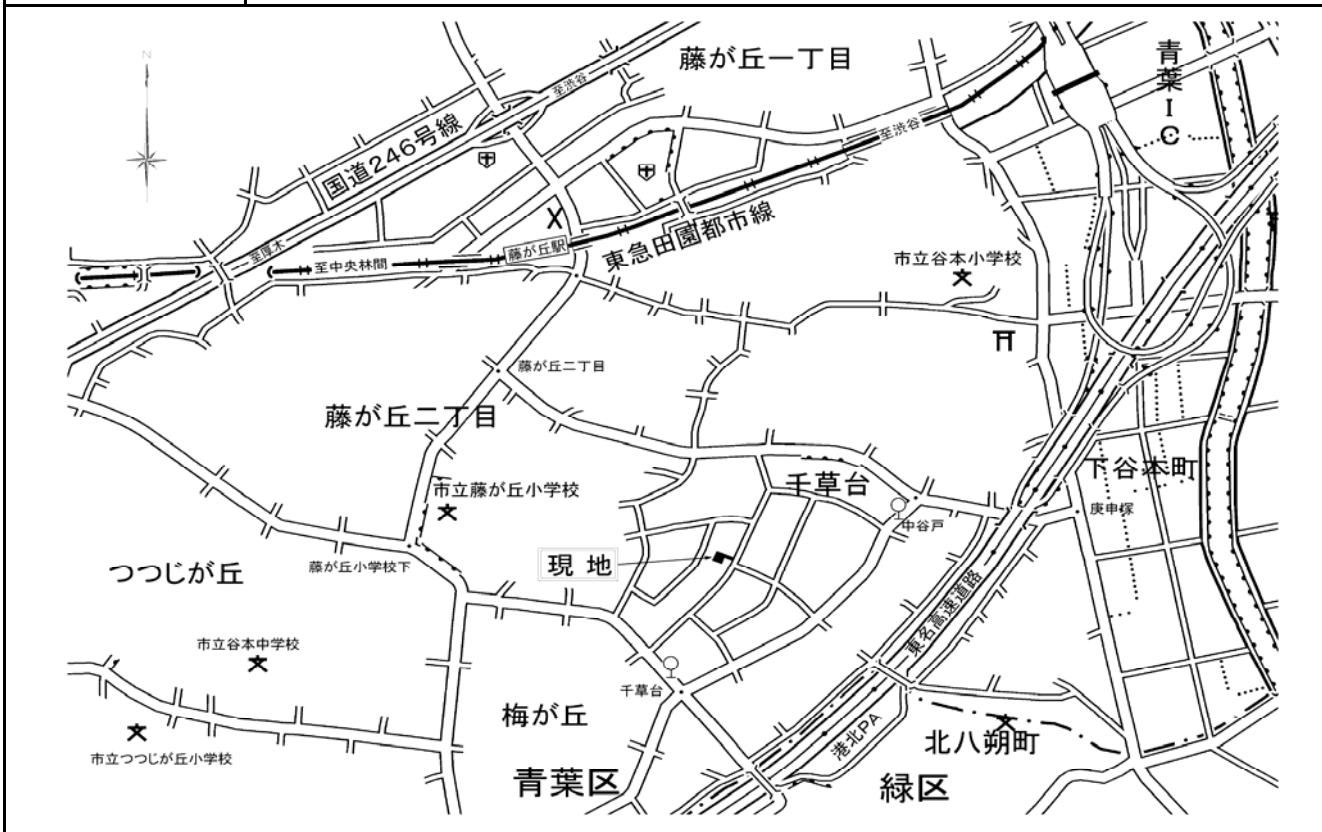 N
藤が丘一丁目
青葉IC
至渋谷
国道246号線
至渋谷
至厚木
至中央林間
藤が丘駅
東急田園都市線
市立谷本小学校
藤が丘二丁目
藤が丘二丁目
下谷本町
市立藤が丘小学校
千草台
中谷戸
庚申塚
現地
つつじが丘
藤が丘小学校下
東名高速道路
市立谷本中学校
千草台
梅が丘
港北PA
北八朔町
市立つつじが丘小学校
青葉区
緑区